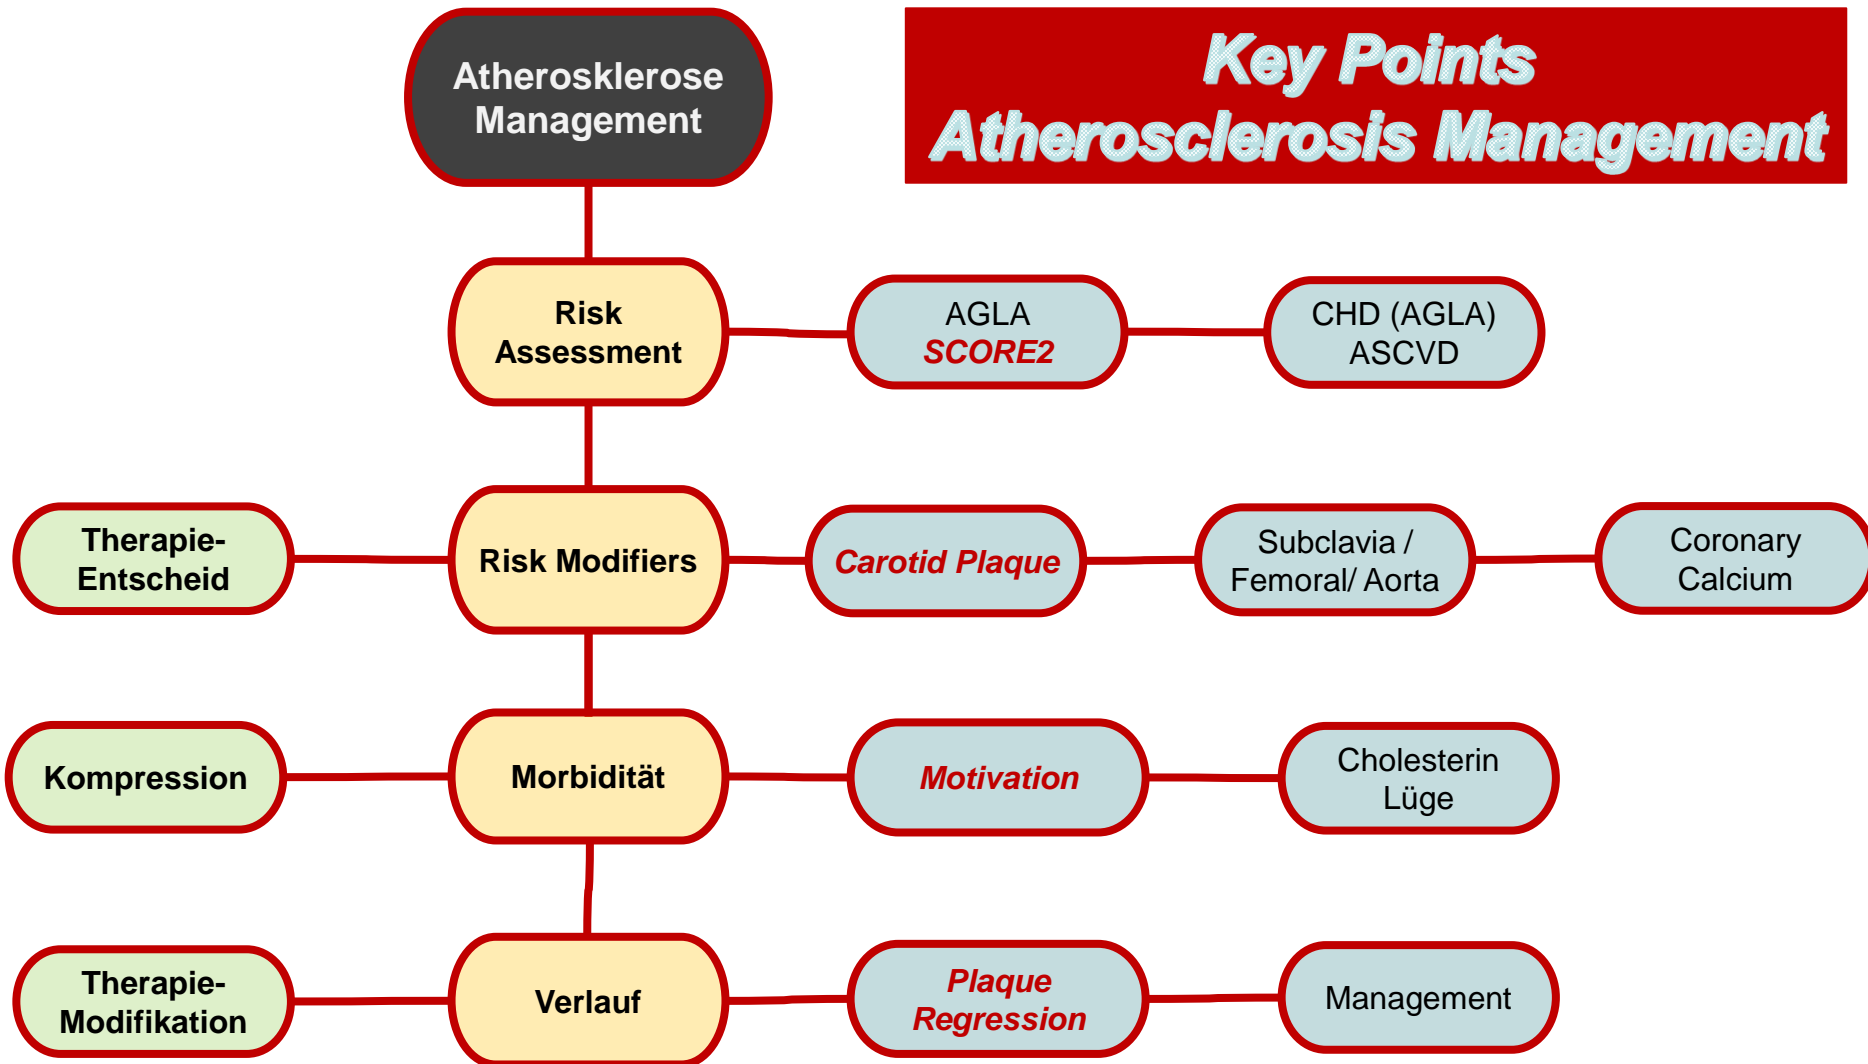 Atherosklerose
Management
Key Points
Atherosclerosis Management
Risk
Assessment
AGLA
SCORE2
CHD (AGLA)
ASCVD
Therapie-
Entscheid
Risk Modifiers
Carotid Plaque
Subclavia /
Femoral/ Aorta
Coronary
Calcium
Kompression
Morbidität
Motivation
Cholesterin
Lüge
Therapie-
Modifikation
Verlauf
Plaque
Regression
Management